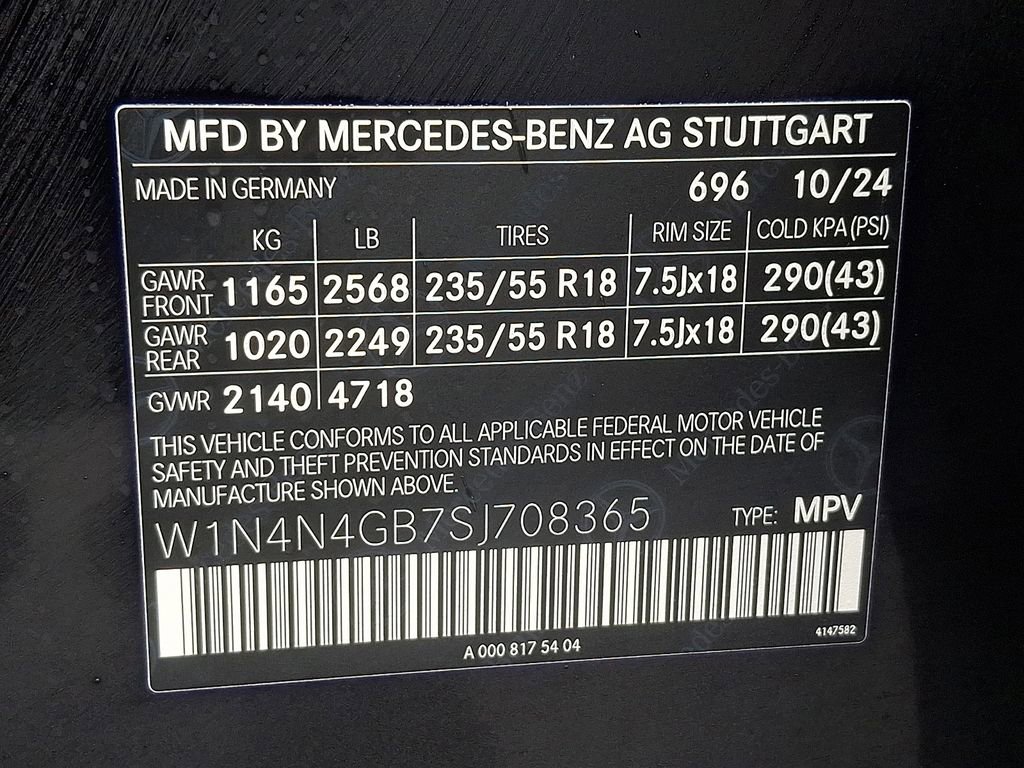 MFD BY MERCEDES-BENZ AG STUTTGART
MADE IN GERMANY 696 10/24
KG LB TIRES RIM SIZE COLD KPA (PSI)
GAWR FRONT 1165 2568 235/55 R18 7.5Jx18 290(43)
GAWR REAR 1020 2249 235/55 R18 7.5Jx18 290(43)
GVWR 2140 4718
THIS VEHICLE CONFORMS TO ALL APPLICABLE FEDERAL MOTOR VEHICLE
SAFETY AND THEFT PREVENTION STANDARDS IN EFFECT ON THE DATE OF
MANUFACTURE SHOWN ABOVE.
W1N4N4GB7SJ708365 TYPE: MPV
A 000 817 54 04 4147582